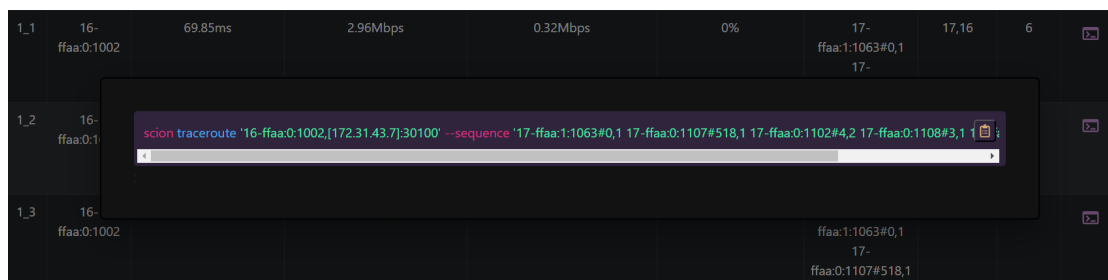 1_1 16- 69.85ms 2.96Mbps 0.32Mbps 0% 17- 17,16 6
ffaa:0:1002 ffaa:1:1063#0,1
17-
scion traceroute '16-ffaa:0:1002,[172.31.43.7]:30100' --sequence '17-ffaa:1:1063#0,1 17-ffaa:0:1107#518,1 17-ffaa:0:1102#4,2 17-ffaa:0:1108#3,1
1_2 16-
ffaa:0:1
1_3 16-
ffaa:0:1002 ffaa:1:1063#0,1
17-
ffaa:0:1107#518,1